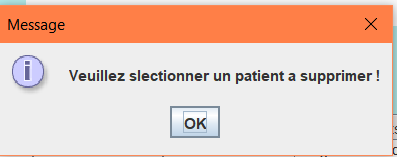 Message
Veuillez slectionner un patient a supprimer !
OK